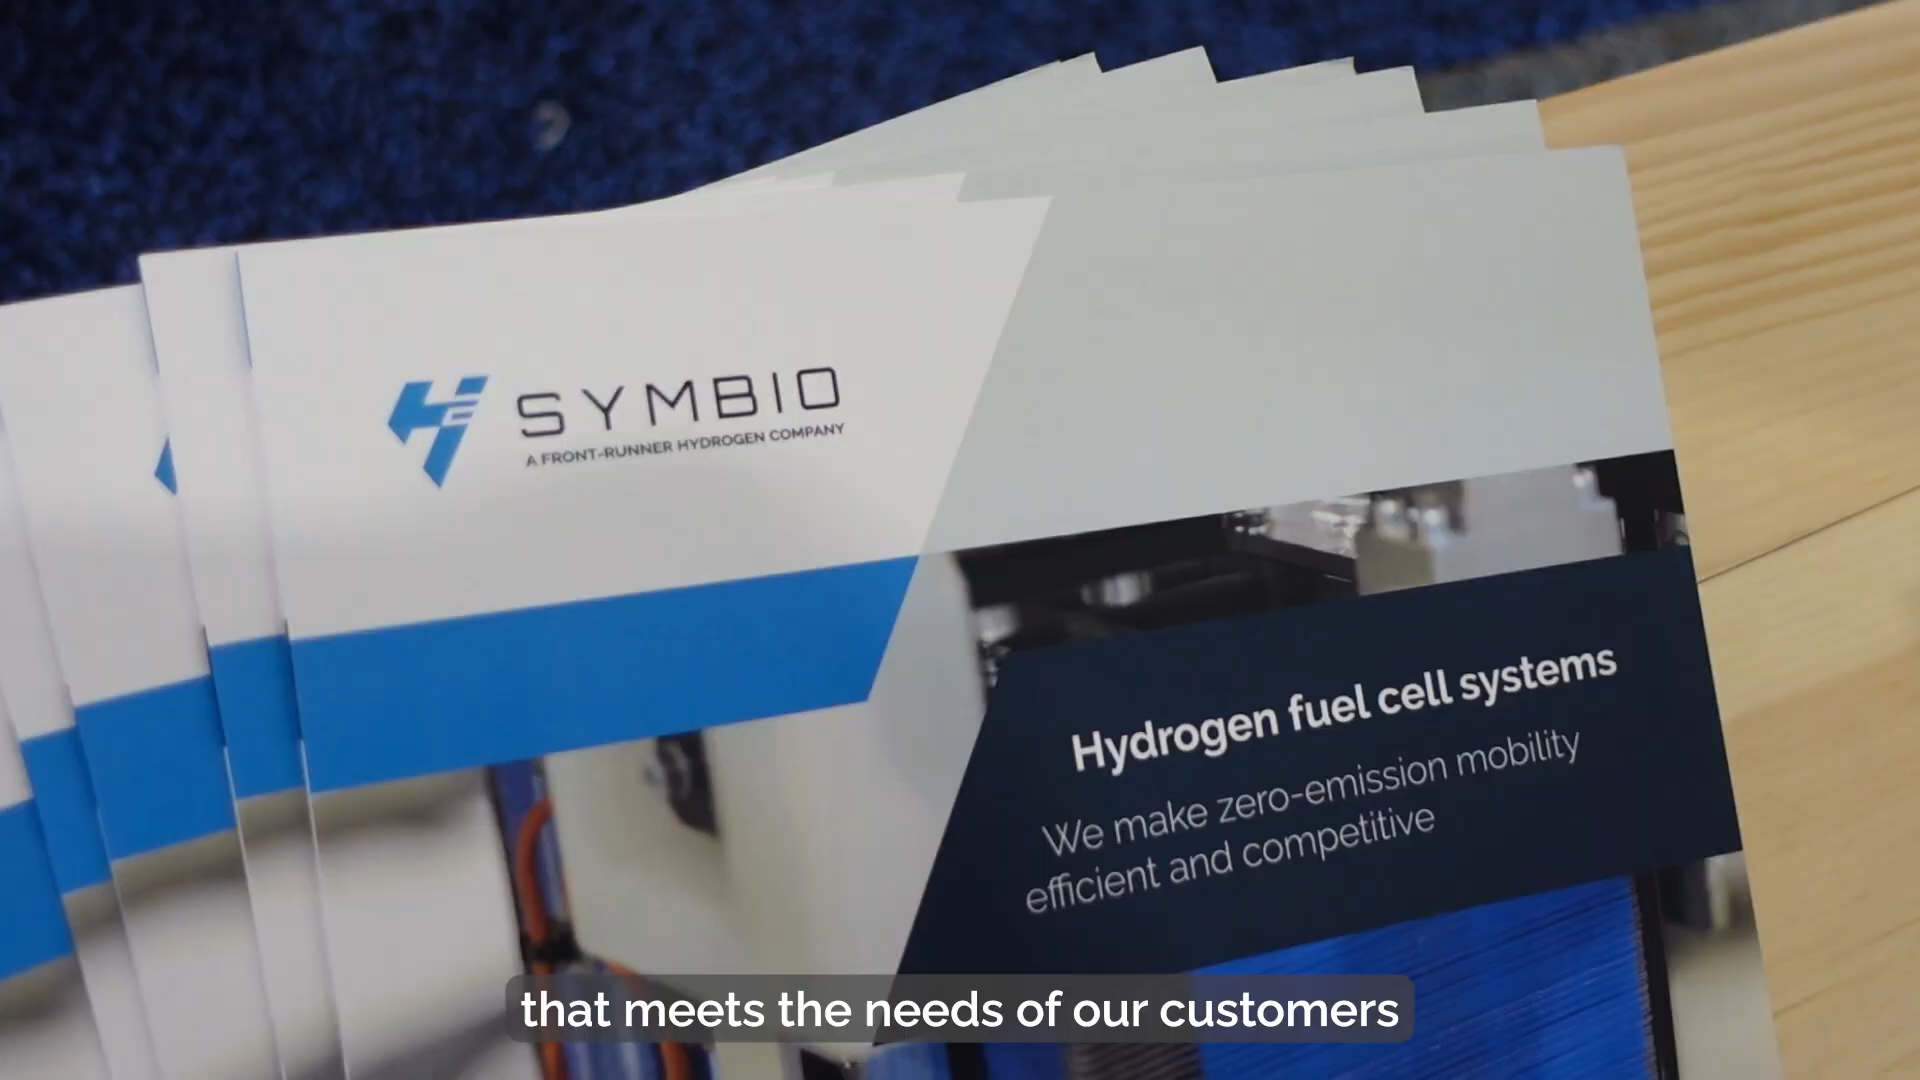 SYMBIO
A FRONT-RUNNER HYDROGEN COMPANY
Hydrogen fuel cell systems
We make zero-emission mobility
efficient and competitive
that meets the needs of our customers